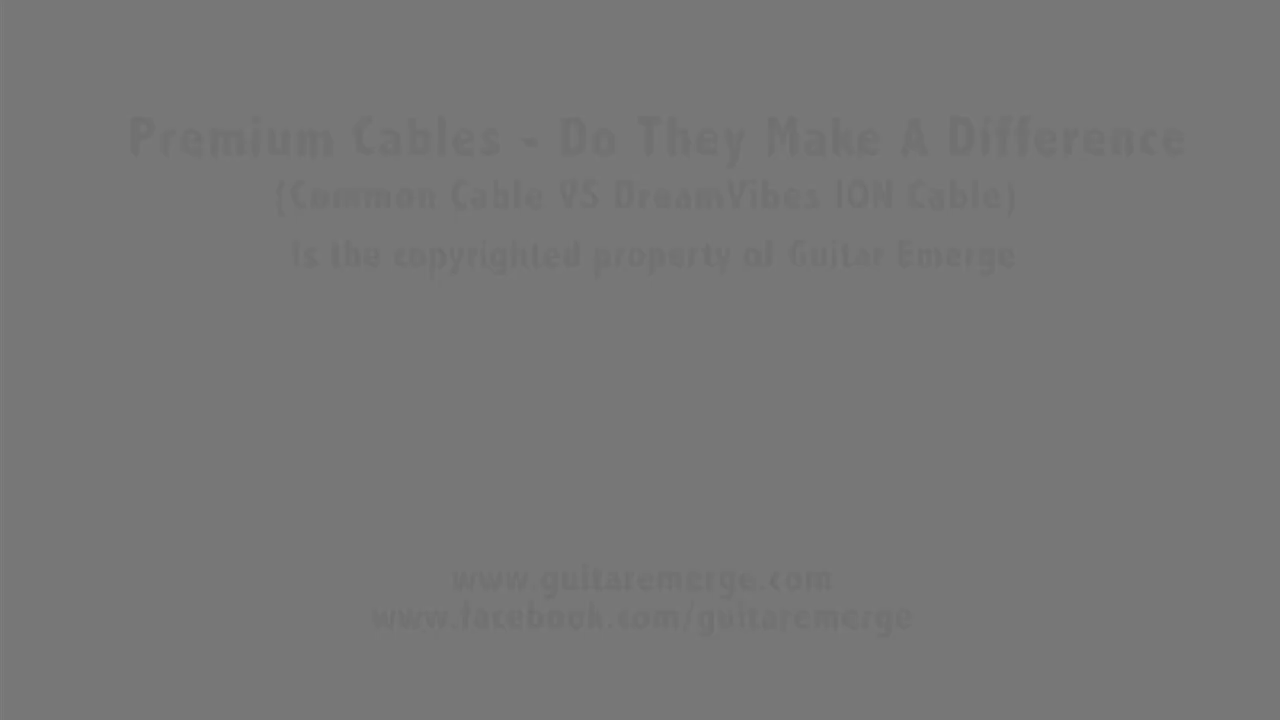 Premium Cables - Do They Make A Difference
(Common Cable VS DreamVibes ION Cable)
Is the copyrighted property of Guitar Emerge
www.guitaremerge.com
www.facebook.com/guitaremerge